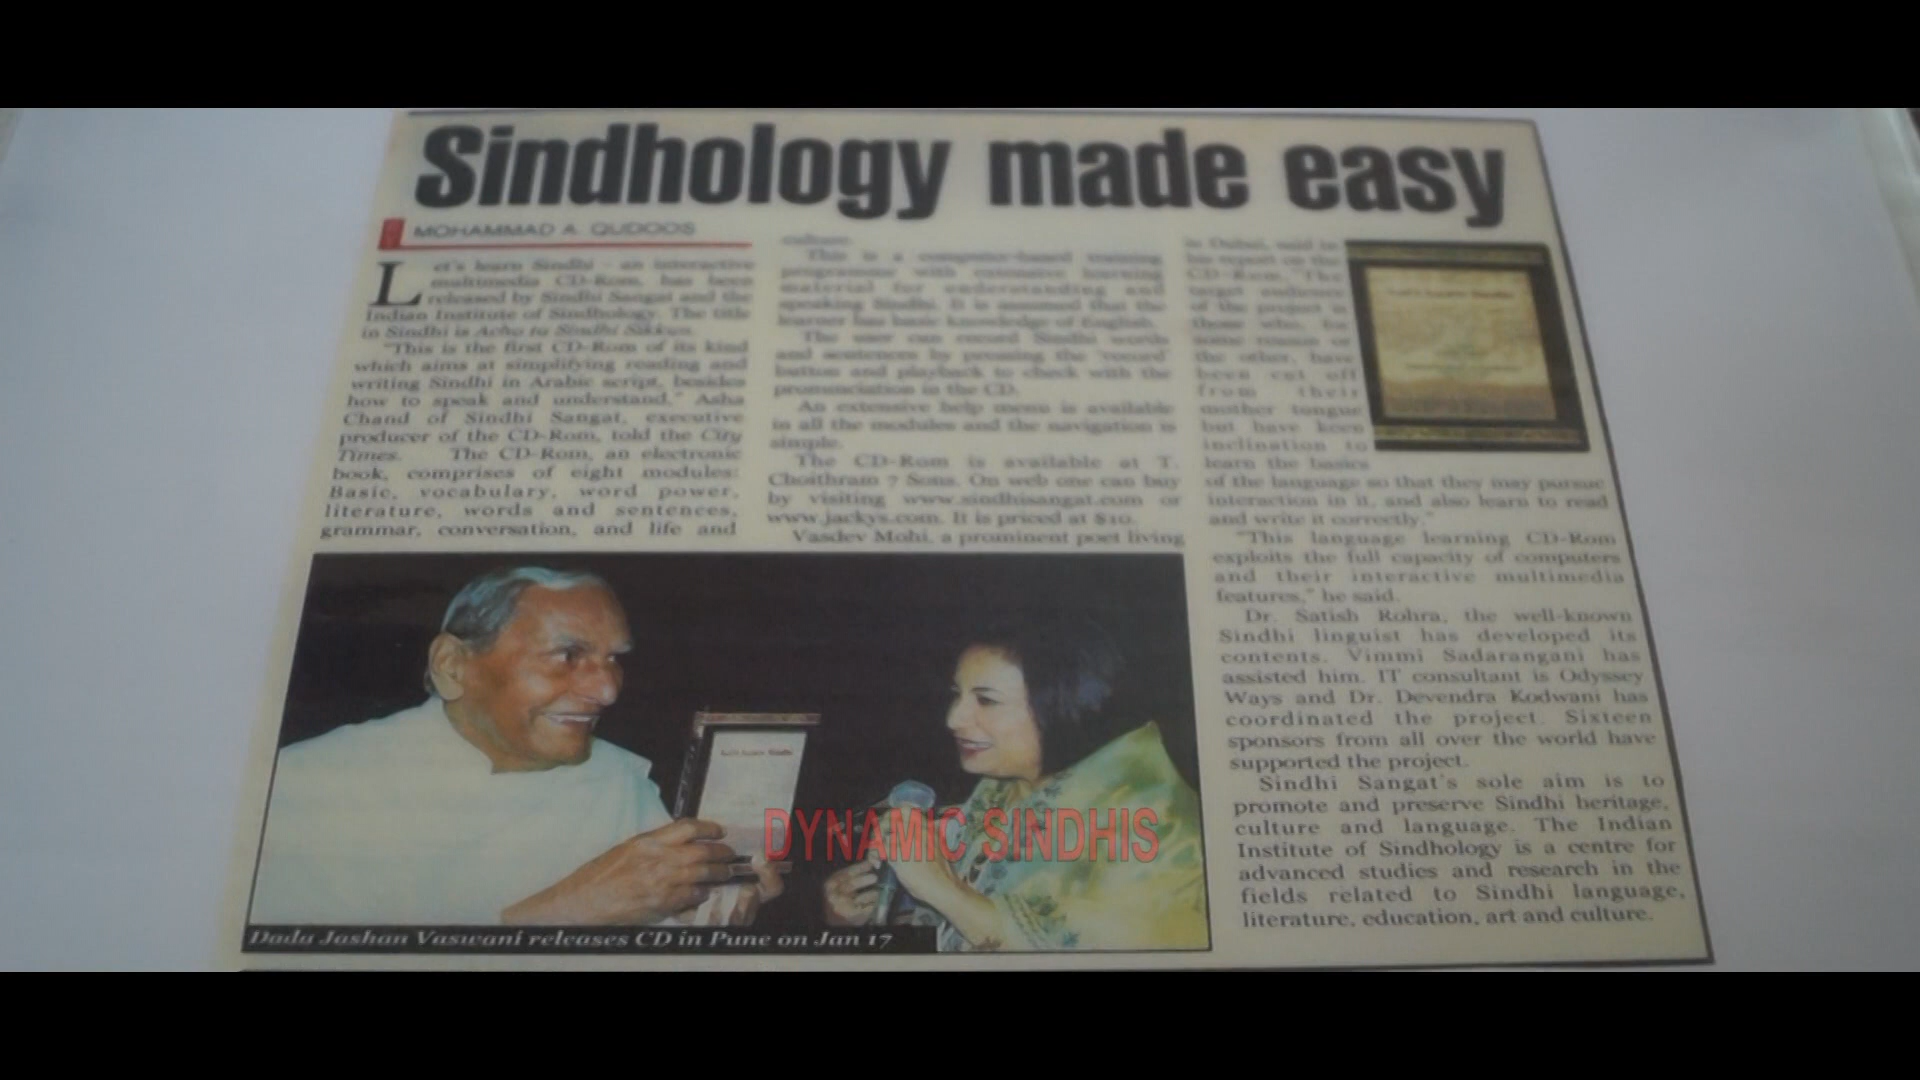 Sindhology made easy
MOHAMMAD A. QUDOOS
Let's learn Sindhi - an interactive
multimedia CD-Rom, has been
released by Sindhi Sangat and the
Indian Institute of Sindhology. The title
in Sindhi is Acho ta Sindhi Sikhun.
"This is the first CD-Rom of its kind
which aims at simplifying reading and
writing Sindhi in Arabic script, besides
how to speak and understand," Asha
Chand of Sindhi Sangat, executive
producer of the CD-Rom, told the City
Times. The CD-Rom, an electronic
book, comprises of eight modules:
Basic, vocabulary, word power,
literature, words and sentences,
grammar, conversation, and life and
culture.
This is a computer-based training
programme with extensive learning
material for understanding and
speaking Sindhi. It is assumed that the
learner has basic knowledge of English.
The user can record Sindhi words
and sentences by pressing the 'record'
button and playback to check with the
pronunciation in the CD.
An extensive help menu is available
in all the modules and the navigation is
simple.
The CD-Rom is available at T.
Choithram 7 Sons. On web one can buy
by visiting www.sindhisangat.com or
www.jackys.com. It is priced at $10.
Vasdev Mohi, a prominent poet living
in Dubai, said in
his report on the
CD-Rom, "The
target audience
of the project is
those who, for
some reason or
the other, have
been cut off
from their
mother tongue
but have keen
inclination to
learn the basics
of the language so that they may pursue
interaction in it, and also learn to read
and write it correctly."
"This language learning CD-Rom
exploits the full capacity of computers
and their interactive multimedia
features," he said.
Dr. Satish Rohra, the well-known
Sindhi linguist has developed its
contents. Vimmi Sadarangani has
assisted him. IT consultant is Odyssey
Ways and Dr. Devendra Kodwani has
coordinated the project. Sixteen
sponsors from all over the world have
supported the project.
Sindhi Sangat's sole aim is to
promote and preserve Sindhi heritage,
culture and language. The Indian
Institute of Sindhology is a centre for
advanced studies and research in the
fields related to Sindhi language,
literature, education, art and culture.
DYNAMIC SINDHIS
Dada Jashan Vaswani releases CD in Pune on Jan 17